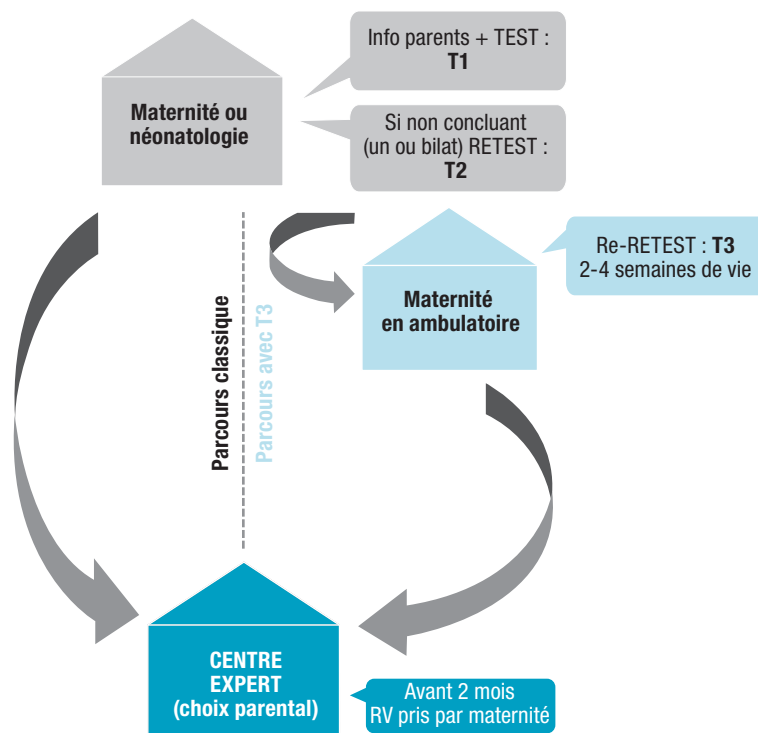 Info parents + TEST :
T1
Maternité ou
néonatologie
Si non concluant
(un ou bilat) RETEST :
T2
Re-RETEST : T3
2-4 semaines de vie
Maternité
en ambulatoire
Parcours classique
Parcours avec T3
CENTRE
EXPERT
(choix parental)
Avant 2 mois
RV pris par maternité